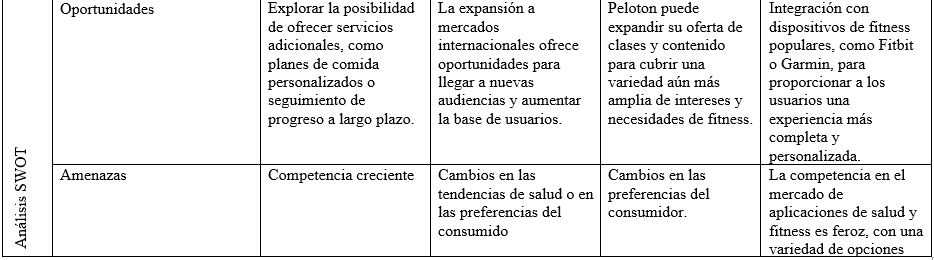 Análisis SWOT
Oportunidades
Explorar la posibilidad
de ofrecer servicios
adicionales, como
planes de comida
personalizados o
seguimiento de
progreso a largo plazo.
La expansión a
mercados
internacionales ofrece
oportunidades para
llegar a nuevas
audiencias y aumentar
la base de usuarios.
Peloton puede
expandir su oferta de
clases y contenido
para cubrir una
variedad aún más
amplia de intereses y
necesidades de fitness.
Integración con
dispositivos de fitness
populares, como Fitbit
o Garmin, para
proporcionar a los
usuarios una
experiencia más
completa y
personalizada.
Amenazas
Competencia creciente
Cambios en las
tendencias de salud o en
las preferencias del
consumido
Cambios en las
preferencias del
consumidor.
La competencia en el
mercado de
aplicaciones de salud y
fitness es feroz, con una
variedad de opciones